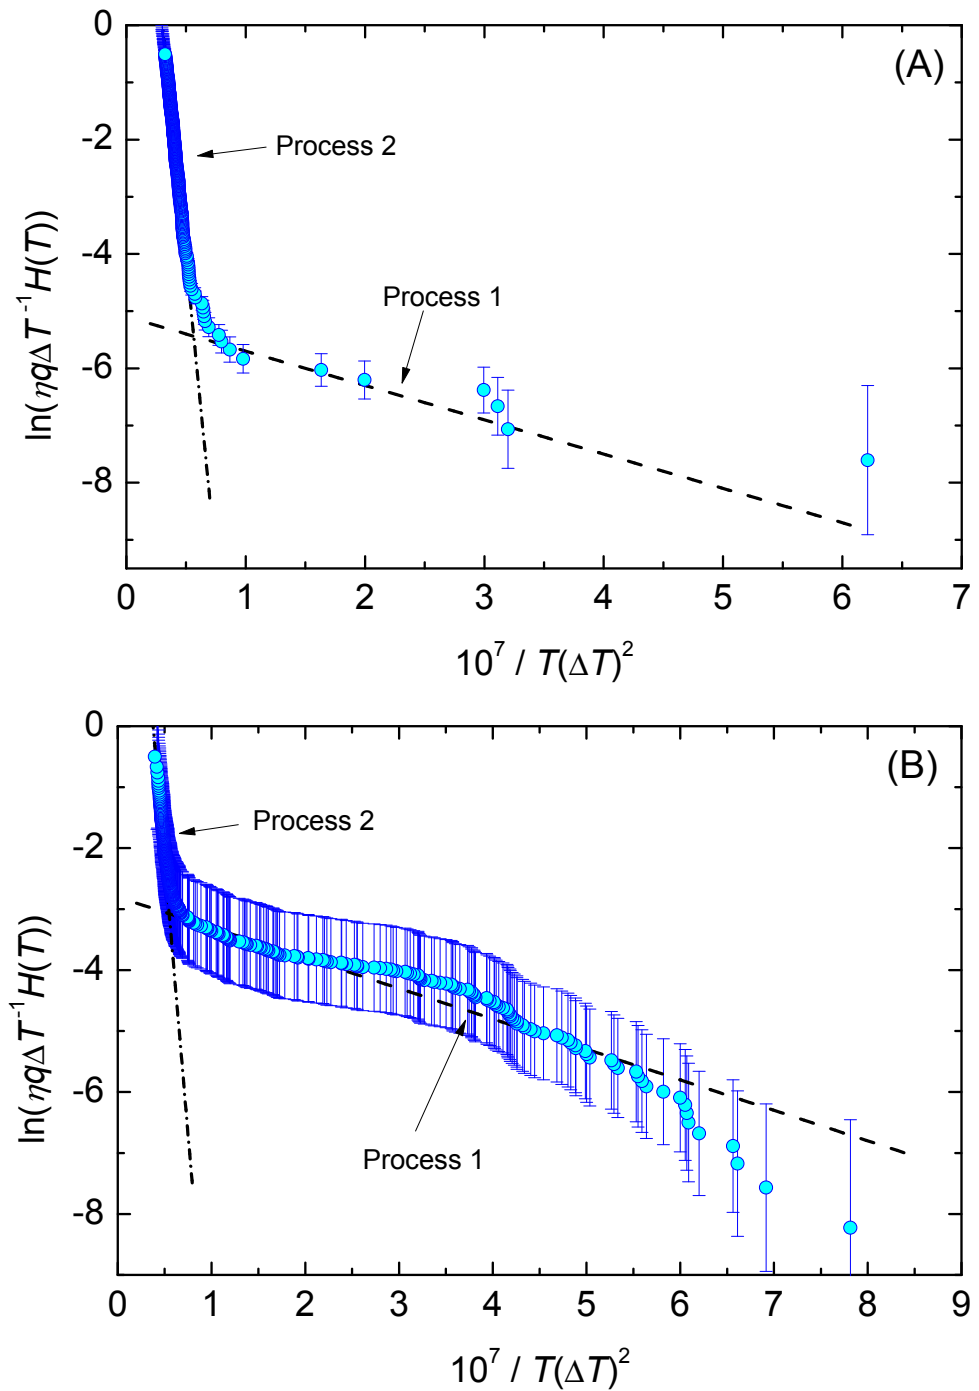 (A)
0
-2
-4
-6
-8
ln(ηqΔT⁻¹H(T))
Process 2
Process 1
0 1 2 3 4 5 6 7
10⁷ / T(ΔT)²
(B)
0
-2
-4
-6
-8
ln(ηqΔT⁻¹H(T))
Process 2
Process 1
0 1 2 3 4 5 6 7 8 9
10⁷ / T(ΔT)²